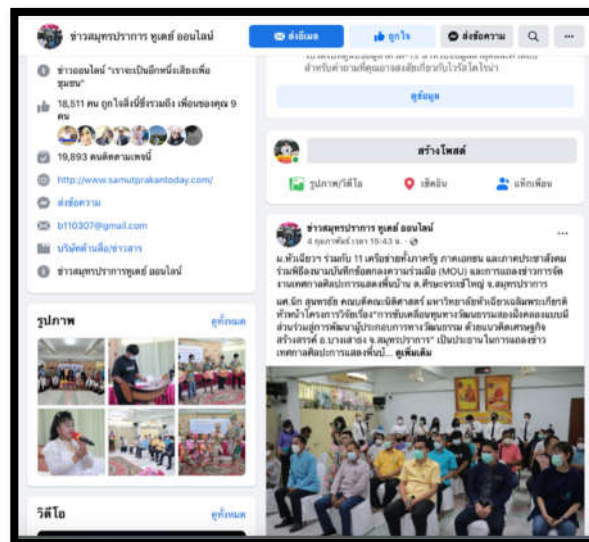 ข่าวสมุทรปราการ ทูเดย์ ออนไลน์
ส่งอีเมล
ถูกใจ
ส่งข้อความ
ข่าวออนไลน์ "เราจะเป็นอีกหนึ่งเสียงเพื่อ
ชุมชน"
18,511 คน ถูกใจสิ่งนี้ซึ่งรวมถึง เพื่อนของคุณ 9
คน
19,893 คนติดตามเพจนี้
http://www.samutprakantoday.com/
ส่งข้อความ
b110307@gmail.com
บริษัทด้านสื่อ/ข่าวสาร
ข่าวสมุทรปราการทูเดย์ ออนไลน์
รูปภาพ
ดูทั้งหมด
วิดีโอ
ดูทั้งหมด
สำหรับคำถามที่คุณอาจสงสัยเกี่ยวกับไวรัสโคโรน่า
ดูข้อมูล
สร้างโพสต์
รูปภาพ/วิดีโอ
เช็คอิน
แท็กเพื่อน
ข่าวสมุทรปราการ ทูเดย์ ออนไลน์
4 กุมภาพันธ์ เวลา 15:43 น. ·
ม.หัวเฉียวฯ ร่วมกับ 11 เครือข่ายทั้งภาครัฐ ภาคเอกชน และภาคประชาสังคม
ร่วมพิธีลงนามบันทึกข้อตกลงความร่วมมือ (MOU) และการแถลงข่าวการจัด
งานเทศกาลศิลปะการแสดงพื้นบ้าน ต.ศีรษะจรเข้ใหญ่ จ.สมุทรปราการ
ผศ.นิก สุนทรธัย คณบดีคณะนิติศาสตร์ มหาวิทยาลัยหัวเฉียวเฉลิมพระเกียรติ
หัวหน้าโครงการวิจัยเรื่อง"การขับเคลื่อนทุนทางวัฒนธรรมสองฝั่งคลองแบบมี
ส่วนร่วมสู่การพัฒนาผู้ประกอบการทางวัฒนธรรม ด้วยแนวคิดเศรษฐกิจ
สร้างสรรค์ อ.บางเสาธง จ.สมุทรปราการ" เป็นประธานในการแถลงข่าว
เทศกาลศิลปะการแสดงพื้นบ้... ดูเพิ่มเติม